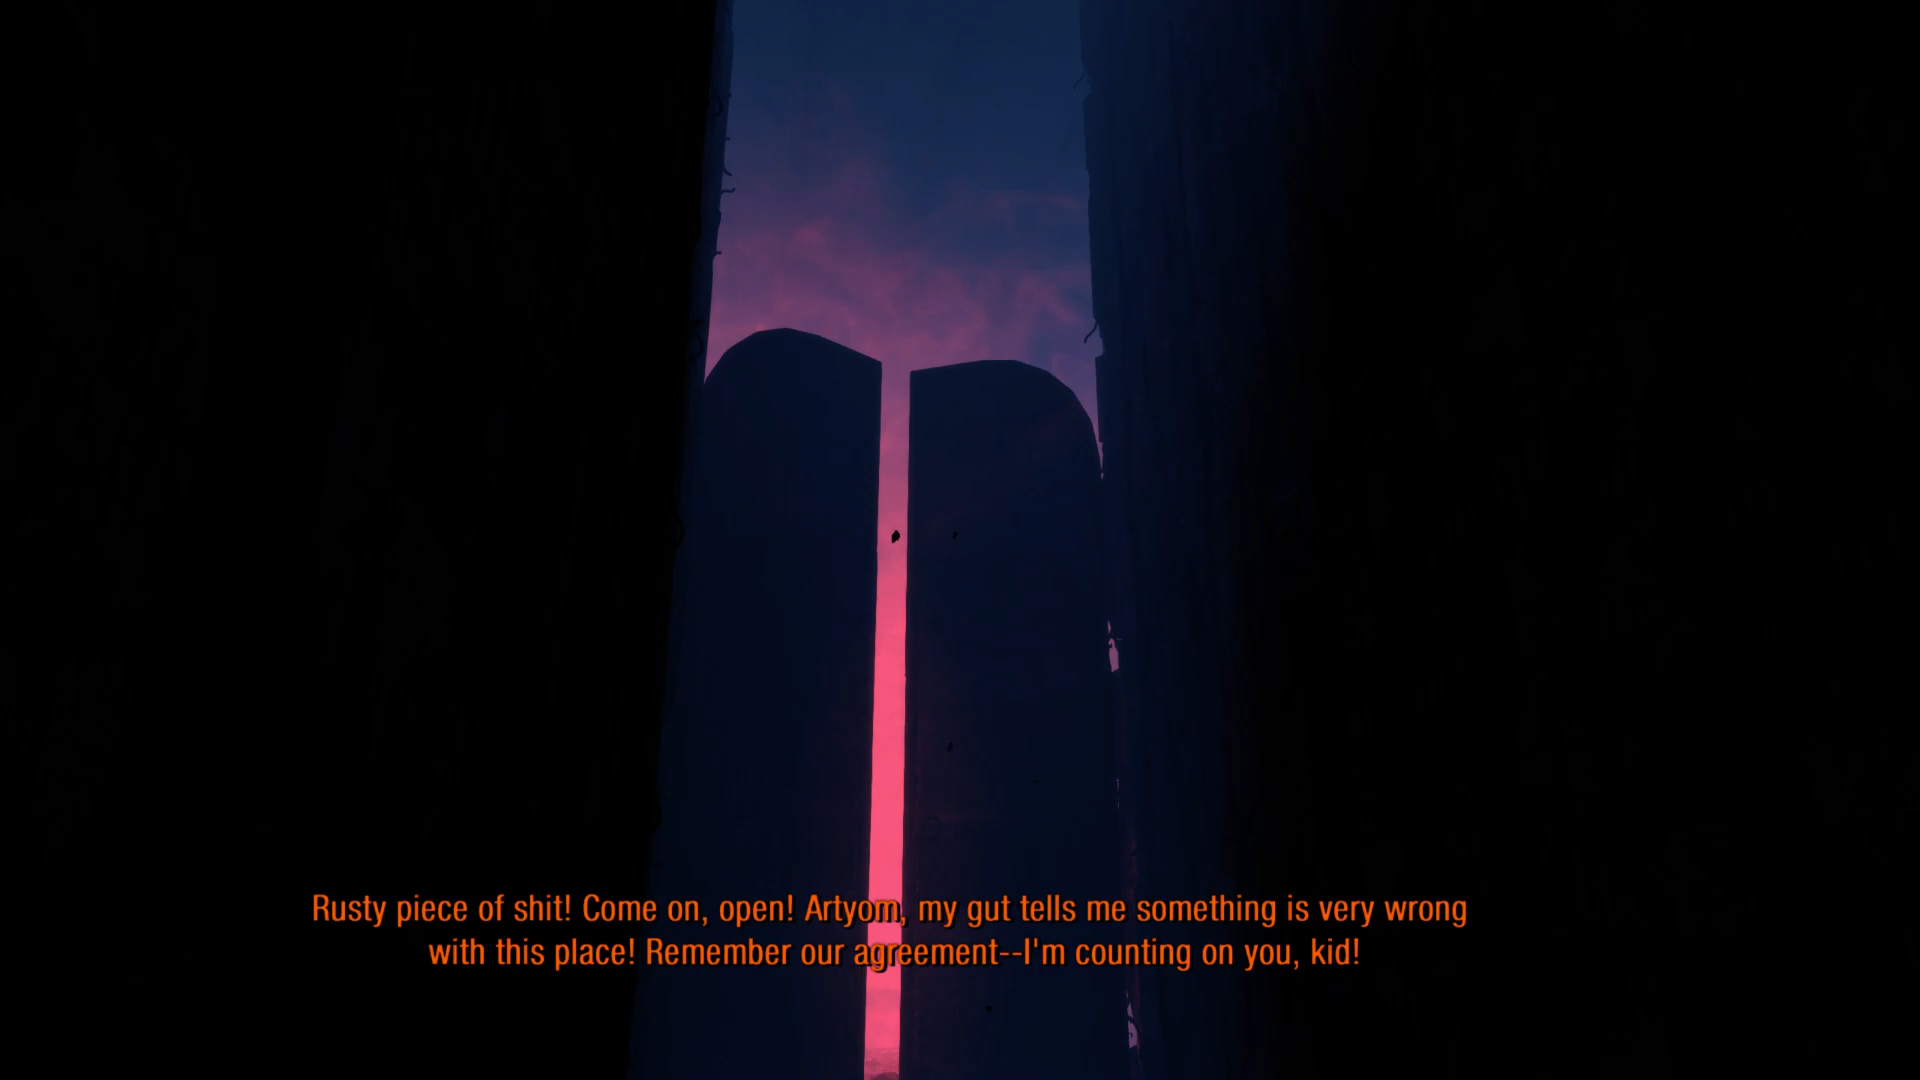 Rusty piece of shit! Come on, open! Artyom, my gut tells me something is very wrong
with this place! Remember our agreement--I'm counting on you, kid!